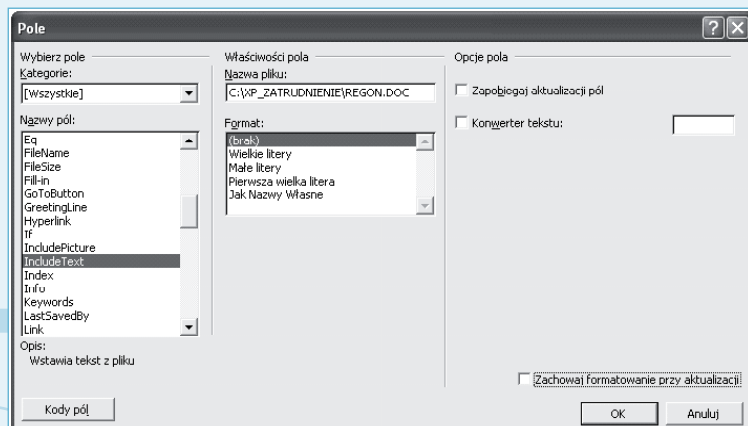 Pole
Wybierz pole
Kategorie:
[Wszystkie]
Nazwy pól:
Eq
FileName
FileSize
Fill-in
GoToButton
GreetingLine
Hyperlink
If
IncludePicture
IncludeText
Index
Info
Keywords
LastSavedBy
Link
Opis:
Wstawia tekst z pliku
Kody pól
Właściwości pola
Nazwa pliku:
C:\XP_ZATRUDNIENIE\REGON.DOC
Format:
(brak)
Wielkie litery
Małe litery
Pierwsza wielka litera
Jak Nazwy Własne
Opcje pola
Zapobiegaj aktualizacji pól
Konwerter tekstu:
Zachowaj formatowanie przy aktualizacji
OK
Anuluj